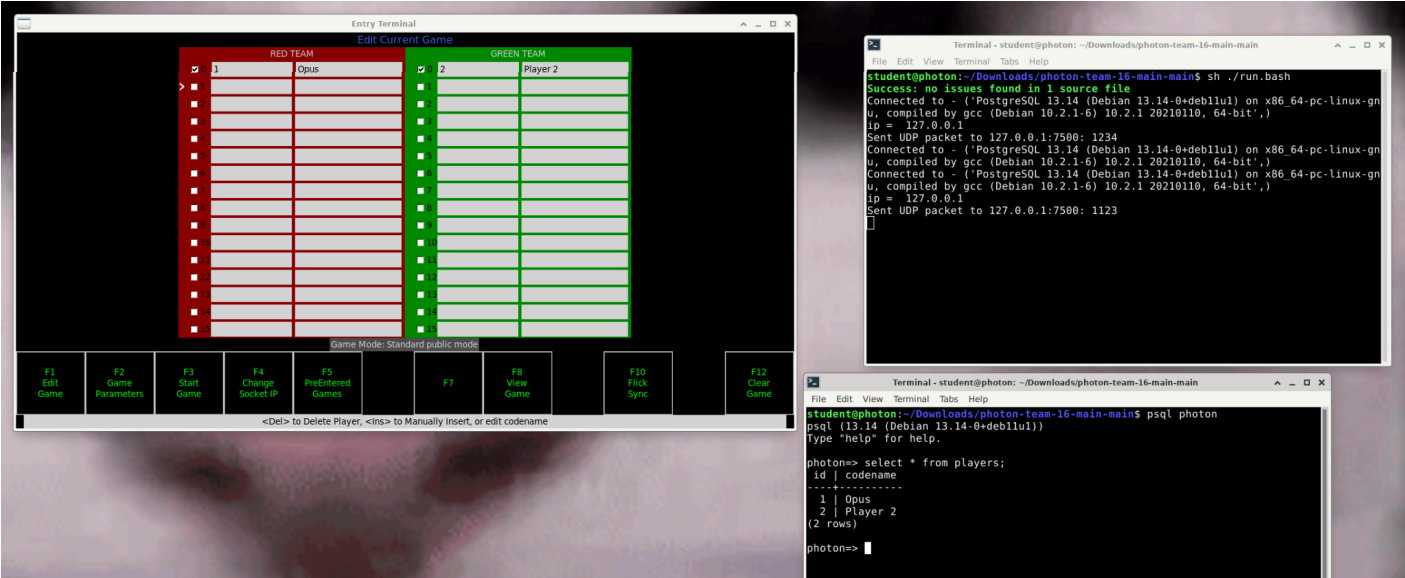 Entry Terminal
Edit Current Game
RED TEAM
GREEN TEAM
0 1 Opus
0 2 Player 2
1 1
2 2
3 3
4 4
5 5
6 6
7 7
8 8
9 9
10 10
11 11
12 12
13 13
14 14
15 15
Game Mode: Standard public mode
F1 Edit Game
F2 Game Parameters
F3 Start Game
F4 Change Socket IP
F5 PreEntered Games
F7
F8 View Game
F10 Flick Sync
F12 Clear Game
<Del> to Delete Player, <Ins> to Manually Insert, or edit codename
Terminal - student@photon: ~/Downloads/photon-team-16-main-main
File Edit View Terminal Tabs Help
student@photon:~/Downloads/photon-team-16-main-main$ sh ./run.bash
Success: no issues found in 1 source file
Connected to - ('PostgreSQL 13.14 (Debian 13.14-0+deb11u1) on x86_64-pc-linux-gn
u, compiled by gcc (Debian 10.2.1-6) 10.2.1 20210110, 64-bit',)
ip =  127.0.0.1
Sent UDP packet to 127.0.0.1:7500: 1234
Connected to - ('PostgreSQL 13.14 (Debian 13.14-0+deb11u1) on x86_64-pc-linux-gn
u, compiled by gcc (Debian 10.2.1-6) 10.2.1 20210110, 64-bit',)
Connected to - ('PostgreSQL 13.14 (Debian 13.14-0+deb11u1) on x86_64-pc-linux-gn
u, compiled by gcc (Debian 10.2.1-6) 10.2.1 20210110, 64-bit',)
ip =  127.0.0.1
Sent UDP packet to 127.0.0.1:7500: 1123
Terminal - student@photon: ~/Downloads/photon-team-16-main-main
File Edit View Terminal Tabs Help
student@photon:~/Downloads/photon-team-16-main-main$ psql photon
psql (13.14 (Debian 13.14-0+deb11u1))
Type "help" for help.
photon=> select * from players;
 id | codename
----+----------
  1 | Opus
  2 | Player 2
(2 rows)
photon=>